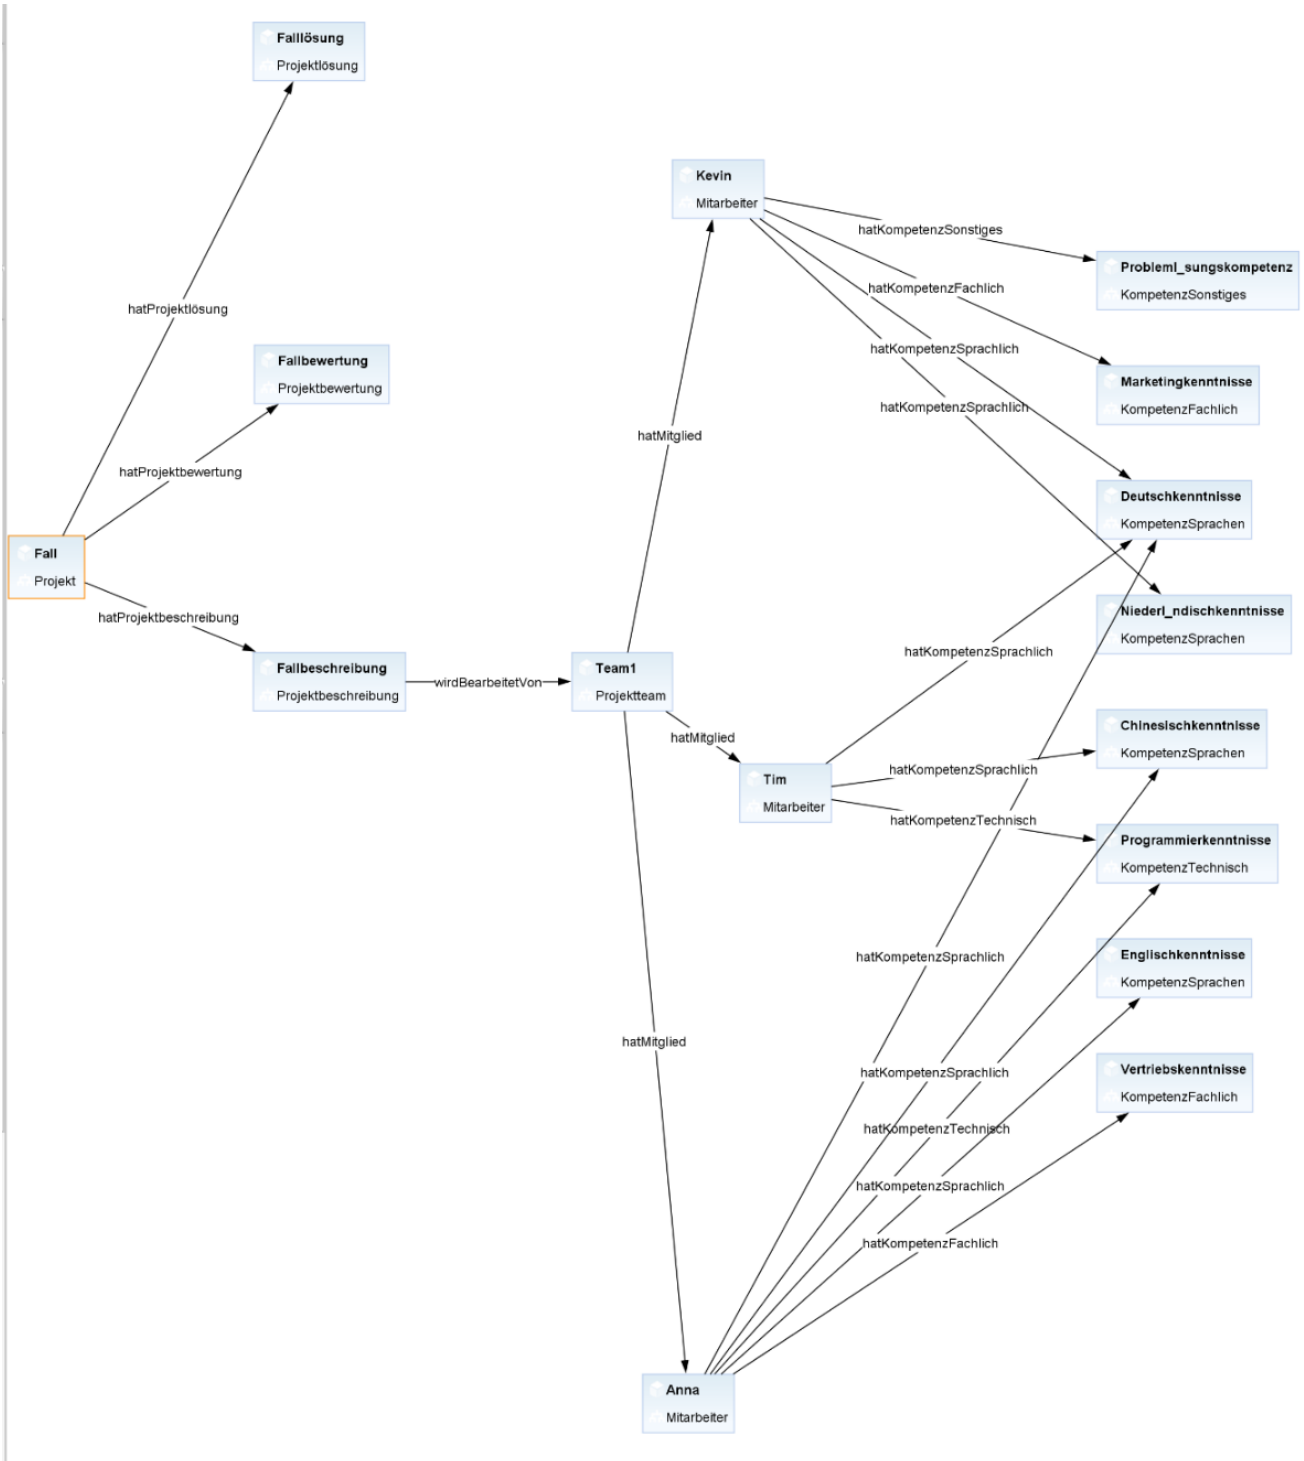 Falllösung
Projektlösung
Kevin
Mitarbeiter
hatKompetenzSonstiges
Probleml_sungskompetenz
KompetenzSonstiges
hatKompetenzFachlich
hatProjektlösung
hatKompetenzSprachlich
Fallbewertung
Projektbewertung
Marketingkenntnisse
KompetenzFachlich
hatKompetenzSprachlich
hatMitglied
hatProjektbewertung
Deutschkenntnisse
KompetenzSprachen
Fall
Projekt
hatProjektbeschreibung
Niederl_ndischkenntnisse
KompetenzSprachen
hatKompetenzSprachlich
Fallbeschreibung
Projektbeschreibung
wirdBearbeitetVon
Team1
Projektteam
hatMitglied
Chinesischkenntnisse
KompetenzSprachen
hatKompetenzSprachlich
Tim
Mitarbeiter
hatKompetenzTechnisch
Programmierkenntnisse
KompetenzTechnisch
hatKompetenzSprachlich
Englischkenntnisse
KompetenzSprachen
hatMitglied
hatKompetenzSprachlich
Vertriebskenntnisse
KompetenzFachlich
hatKompetenzTechnisch
hatKompetenzSprachlich
hatKompetenzFachlich
Anna
Mitarbeiter